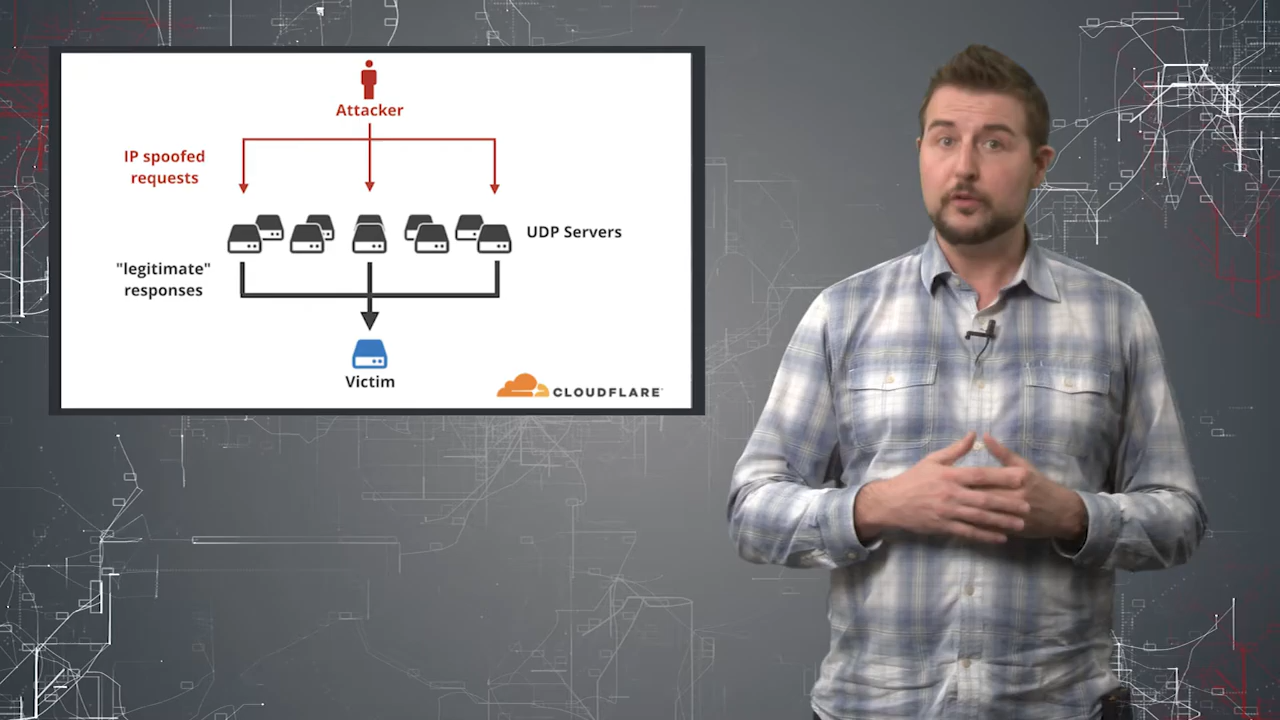 Attacker
IP spoofed
requests
UDP Servers
"legitimate"
responses
Victim
CLOUDFLARE